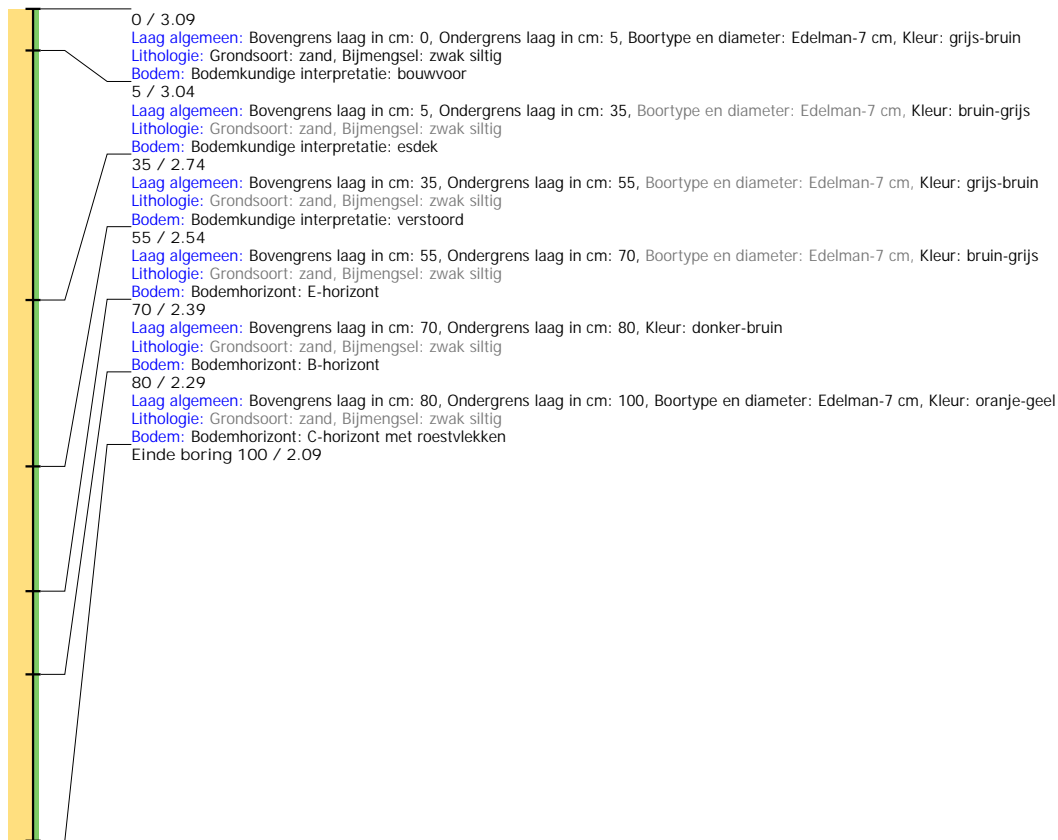 0 / 3.09
Laag algemeen: Bovengrens laag in cm: 0, Ondergrens laag in cm: 5, Boortype en diameter: Edelman-7 cm, Kleur: grijs-bruin
Lithologie: Grondsoort: zand, Bijmengsel: zwak siltig
Bodem: Bodemkundige interpretatie: bouwvoor
5 / 3.04
Laag algemeen: Bovengrens laag in cm: 5, Ondergrens laag in cm: 35, Boortype en diameter: Edelman-7 cm, Kleur: bruin-grijs
Lithologie: Grondsoort: zand, Bijmengsel: zwak siltig
Bodem: Bodemkundige interpretatie: esdek
35 / 2.74
Laag algemeen: Bovengrens laag in cm: 35, Ondergrens laag in cm: 55, Boortype en diameter: Edelman-7 cm, Kleur: grijs-bruin
Lithologie: Grondsoort: zand, Bijmengsel: zwak siltig
Bodem: Bodemkundige interpretatie: verstoord
55 / 2.54
Laag algemeen: Bovengrens laag in cm: 55, Ondergrens laag in cm: 70, Boortype en diameter: Edelman-7 cm, Kleur: bruin-grijs
Lithologie: Grondsoort: zand, Bijmengsel: zwak siltig
Bodem: Bodemhorizont: E-horizont
70 / 2.39
Laag algemeen: Bovengrens laag in cm: 70, Ondergrens laag in cm: 80, Kleur: donker-bruin
Lithologie: Grondsoort: zand, Bijmengsel: zwak siltig
Bodem: Bodemhorizont: B-horizont
80 / 2.29
Laag algemeen: Bovengrens laag in cm: 80, Ondergrens laag in cm: 100, Boortype en diameter: Edelman-7 cm, Kleur: oranje-geel
Lithologie: Grondsoort: zand, Bijmengsel: zwak siltig
Bodem: Bodemhorizont: C-horizont met roestvlekken
Einde boring 100 / 2.09